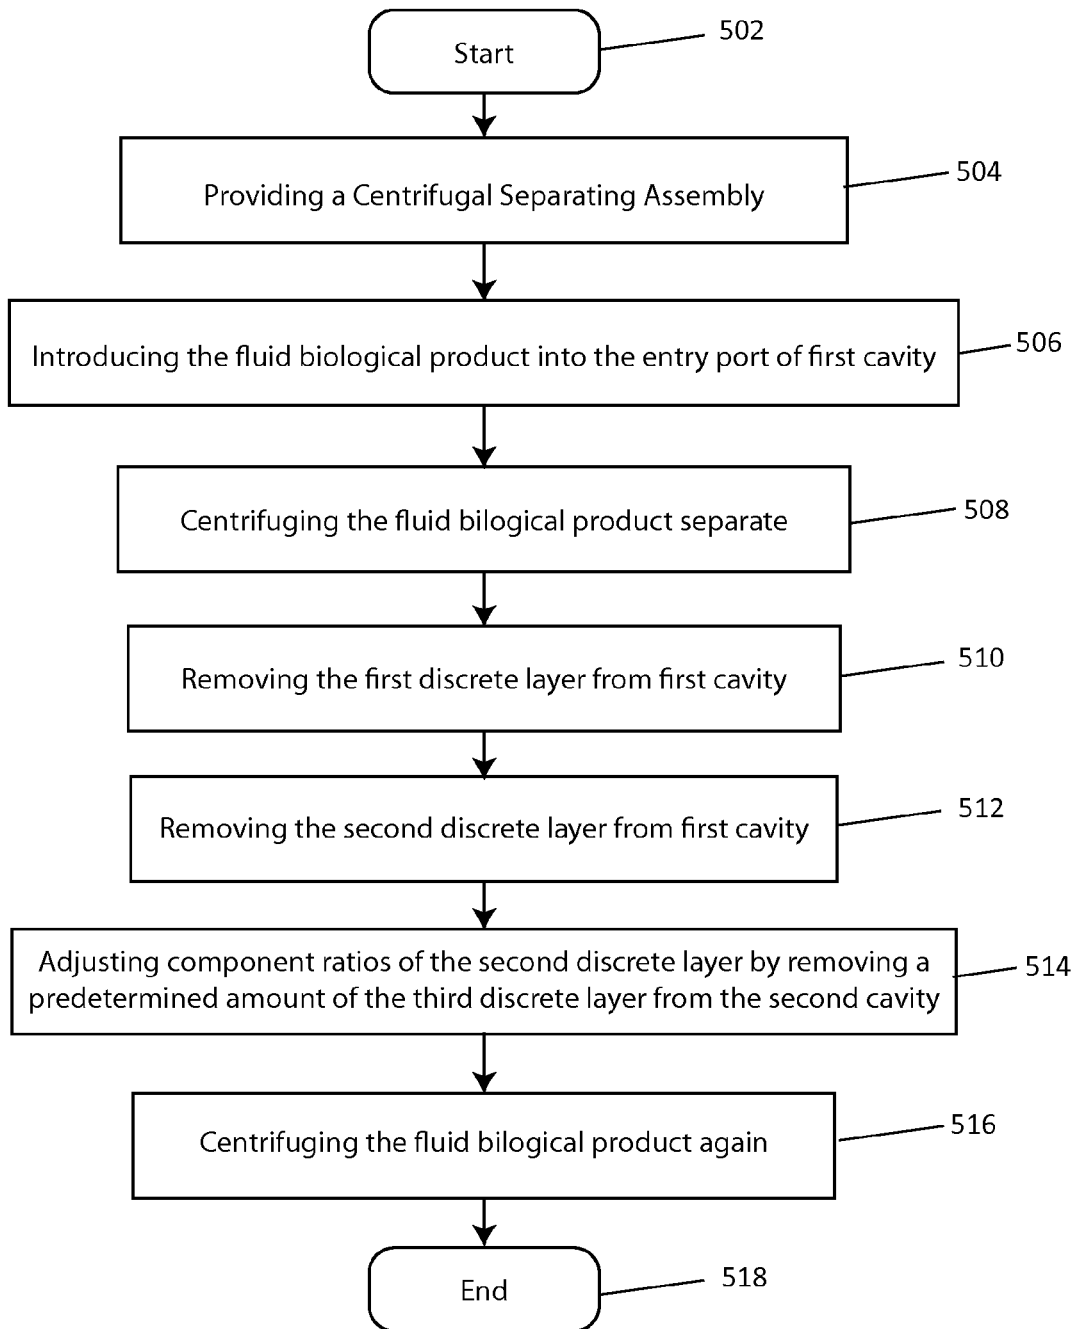 Start
502
Providing a Centrifugal Separating Assembly
504
Introducing the fluid biological product into the entry port of first cavity
506
Centrifuging the fluid bilogical product separate
508
Removing the first discrete layer from first cavity
510
Removing the second discrete layer from first cavity
512
Adjusting component ratios of the second discrete layer by removing a
predetermined amount of the third discrete layer from the second cavity
514
Centrifuging the fluid bilogical product again
516
End
518